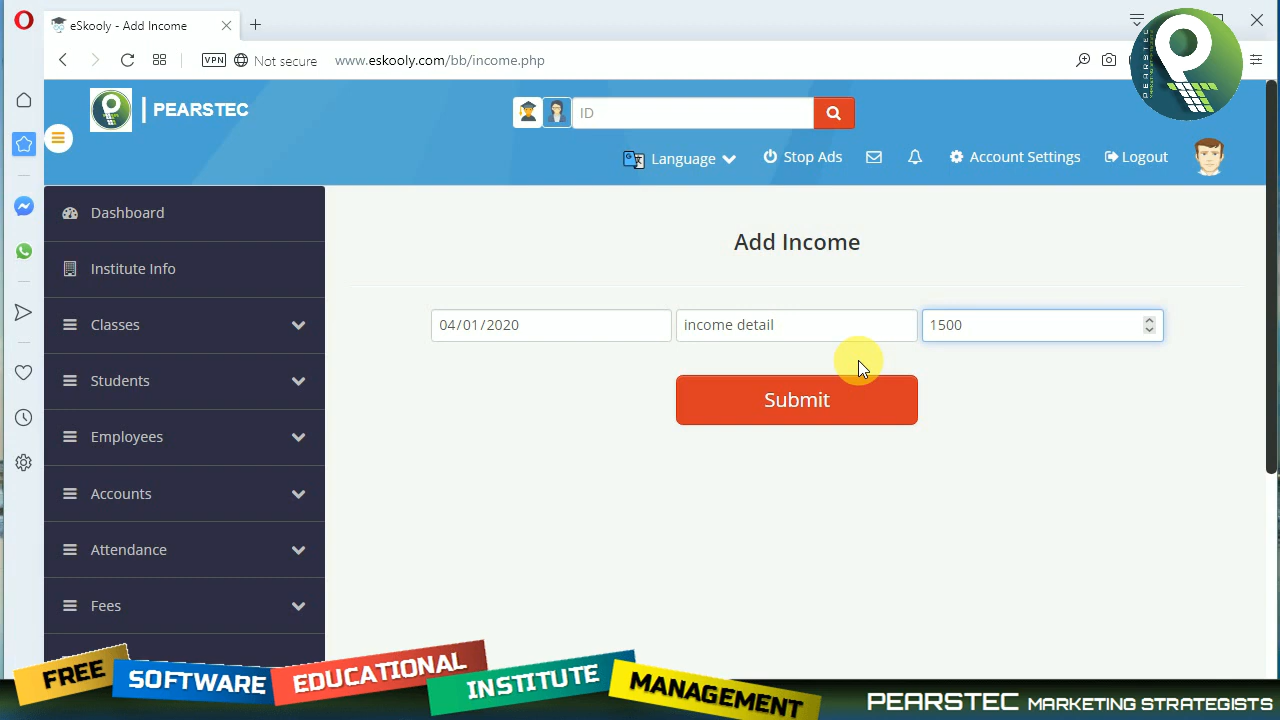 eSkooly - Add Income
VPN
Not secure
www.eskooly.com/bb/income.php
PEARSTEC
PEARSTEC
ID
Language
Stop Ads
Account Settings
Logout
Dashboard
Institute Info
Classes
Students
Employees
Accounts
Attendance
Fees
Add Income
04/01/2020
income detail
1500
Submit
FREE
SOFTWARE
EDUCATIONAL
INSTITUTE
MANAGEMENT
PEARSTEC MARKETING STRATEGISTS